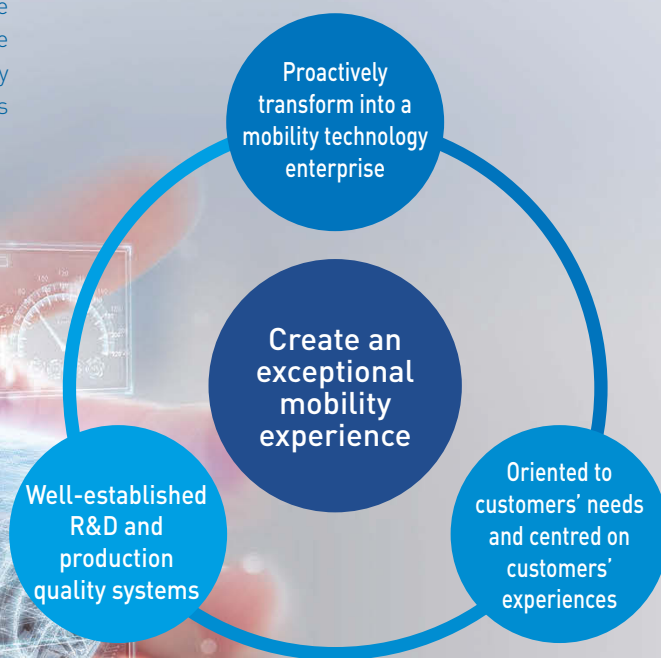 Proactively
transform into a
mobility technology
enterprise
Create an
exceptional
mobility
experience
Well-established
R&D and
production
quality systems
Oriented to
customers’ needs
and centred on
customers’
experiences